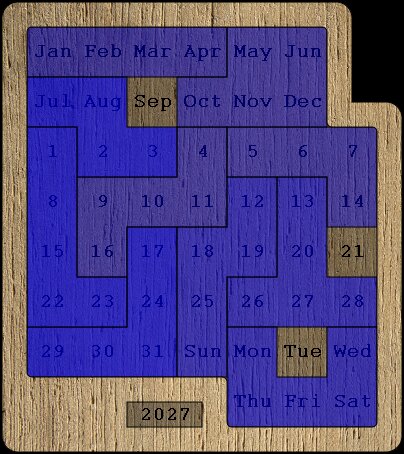 Jan Feb Mar Apr May Jun
Jul Aug Sep Oct Nov Dec
1 2 3 4 5 6 7
8 9 10 11 12 13 14
15 16 17 18 19 20 21
22 23 24 25 26 27 28
29 30 31 Sun Mon Tue Wed
Thu Fri Sat
2027